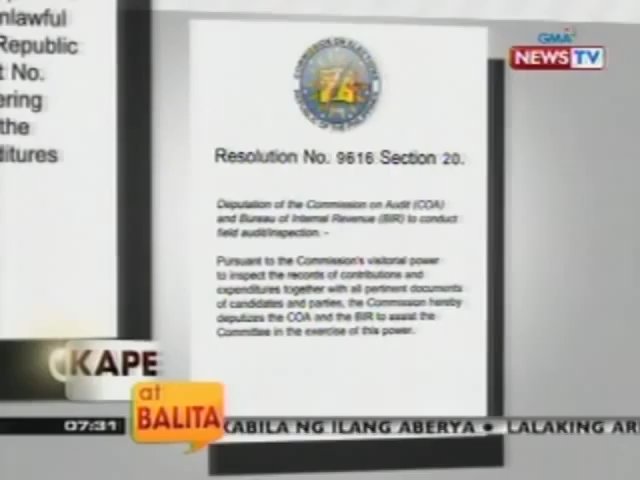 nlawful
Republic
t No.
ering
the
ditures
COMMISSION ON ELECTIONS
Resolution No. 9616 Section 20.
Deputation of the Commission on Audit (COA)
and Bureau of Internal Revenue (BIR) to conduct
field audit/inspection. –
Pursuant to the Commission's visitorial power
to inspect the records of contributions and
expenditures together with all pertinent documents
of candidates and parties, the Commission hereby
deputizes the COA and the BIR to assist the
Committee in the exercise of this power.
GMA
NEWS TV
KAPE
at
BALITA
07:31
KABILA NG ILANG ABERYA • LALAKING AR